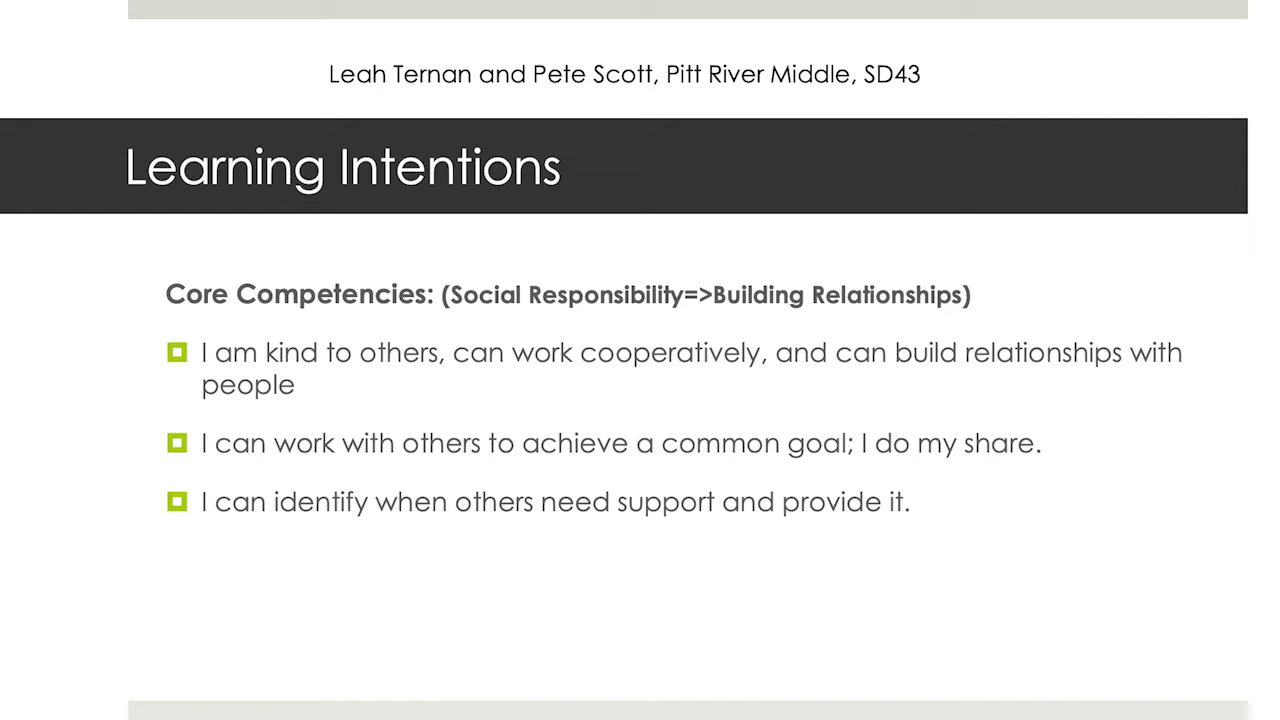 Leah Ternan and Pete Scott, Pitt River Middle, SD43
Learning Intentions
Core Competencies: (Social Responsibility=>Building Relationships)
I am kind to others, can work cooperatively, and can build relationships with
people
I can work with others to achieve a common goal; I do my share.
I can identify when others need support and provide it.